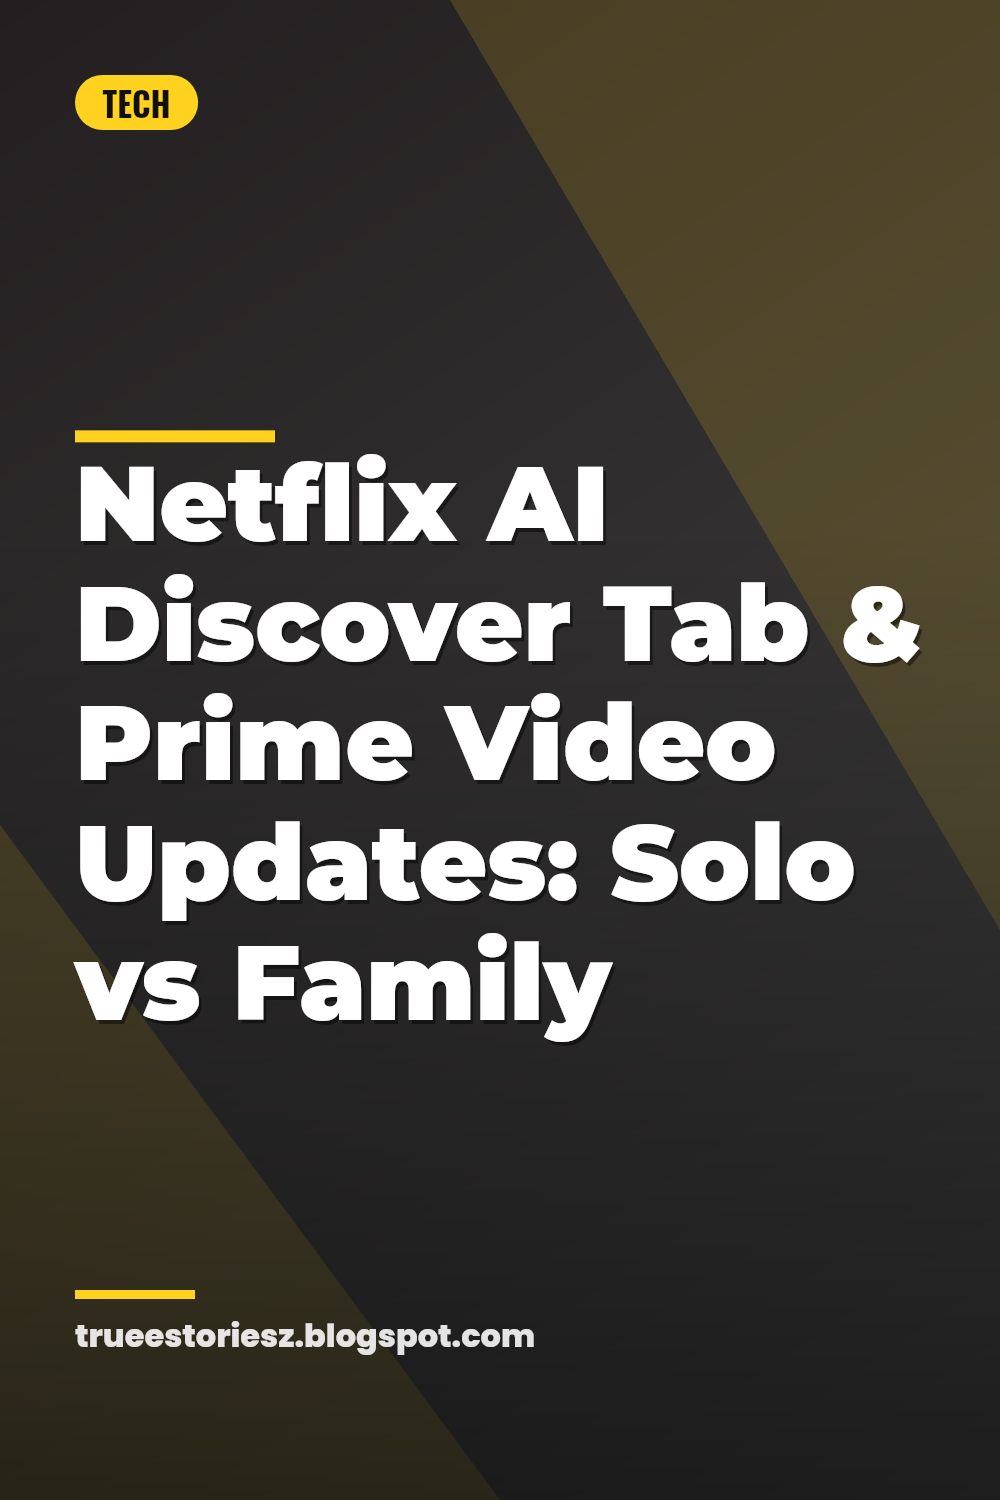 TECH
Netflix AI
Discover Tab &
Prime Video
Updates: Solo
vs Family
trueestoriesz.blogspot.com